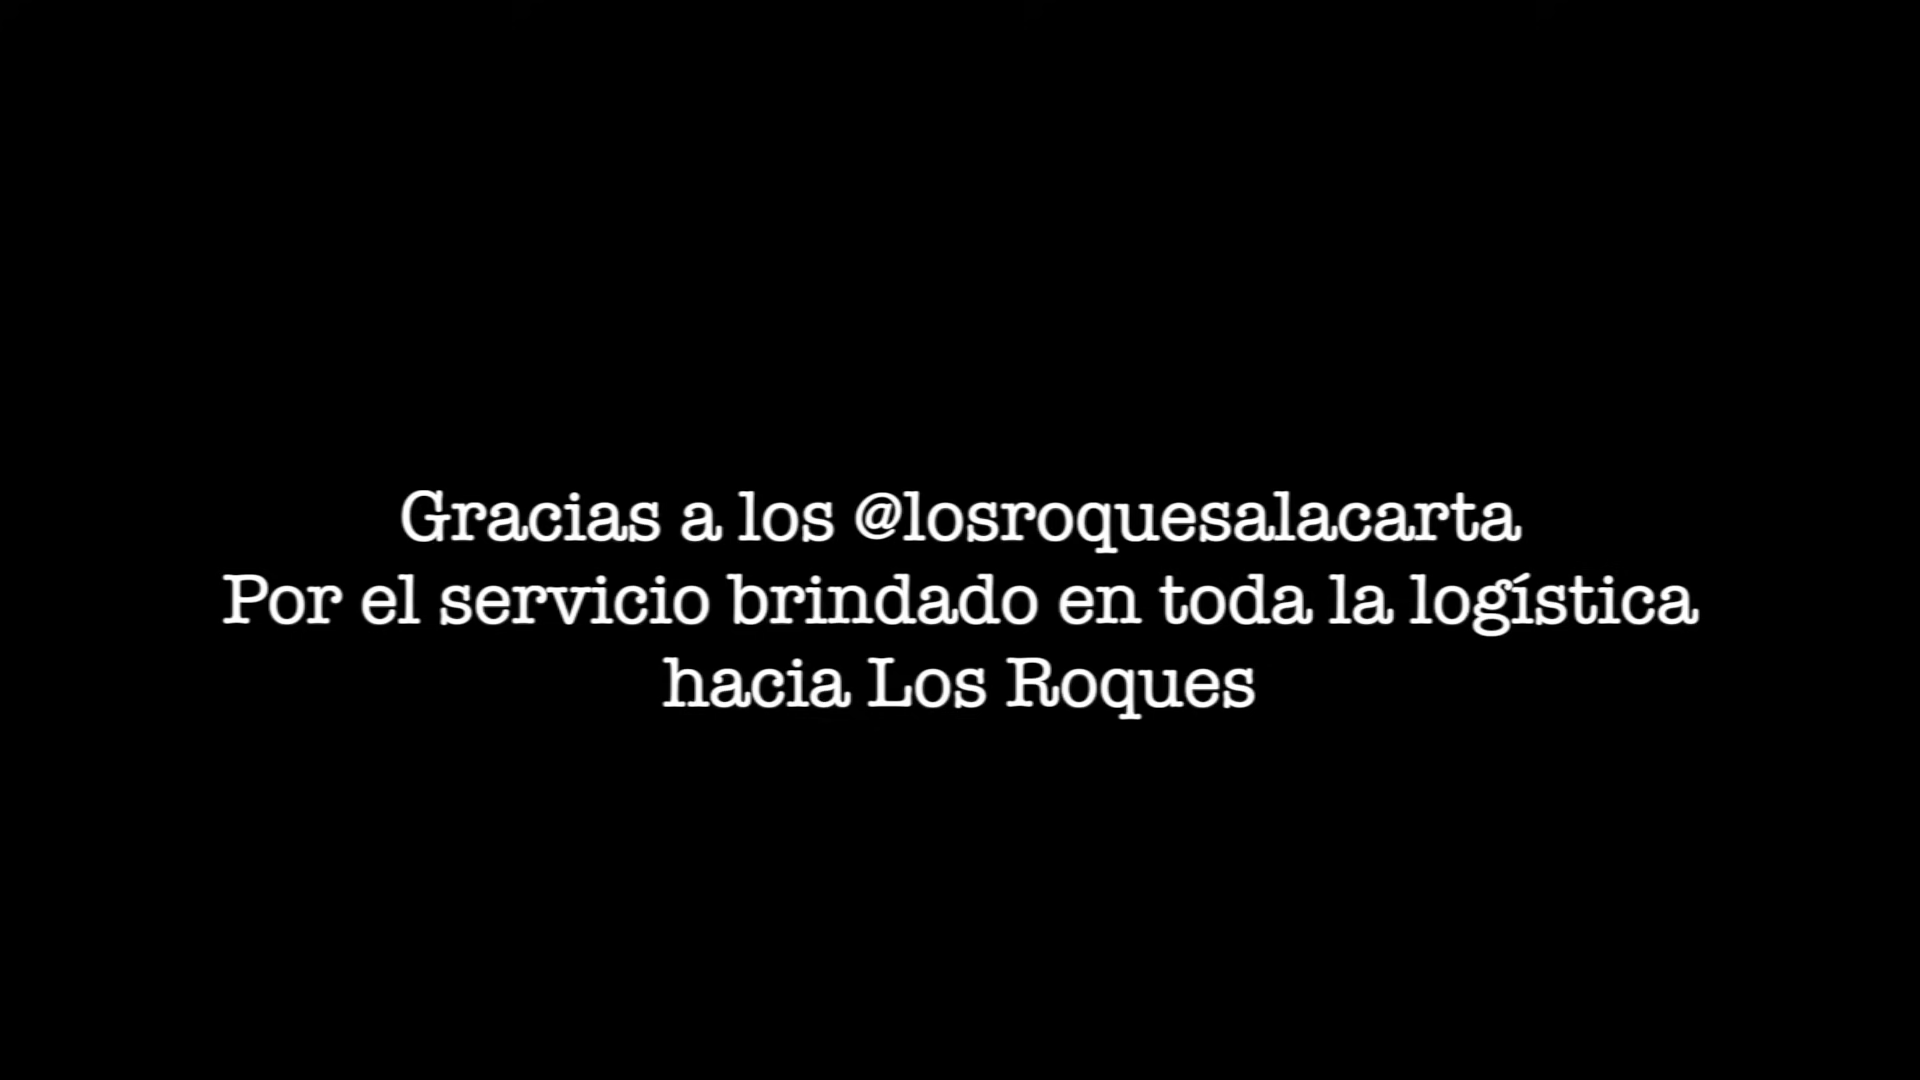 Gracias a los @losroquesalacarta
Por el servicio brindado en toda la logística
hacia Los Roques